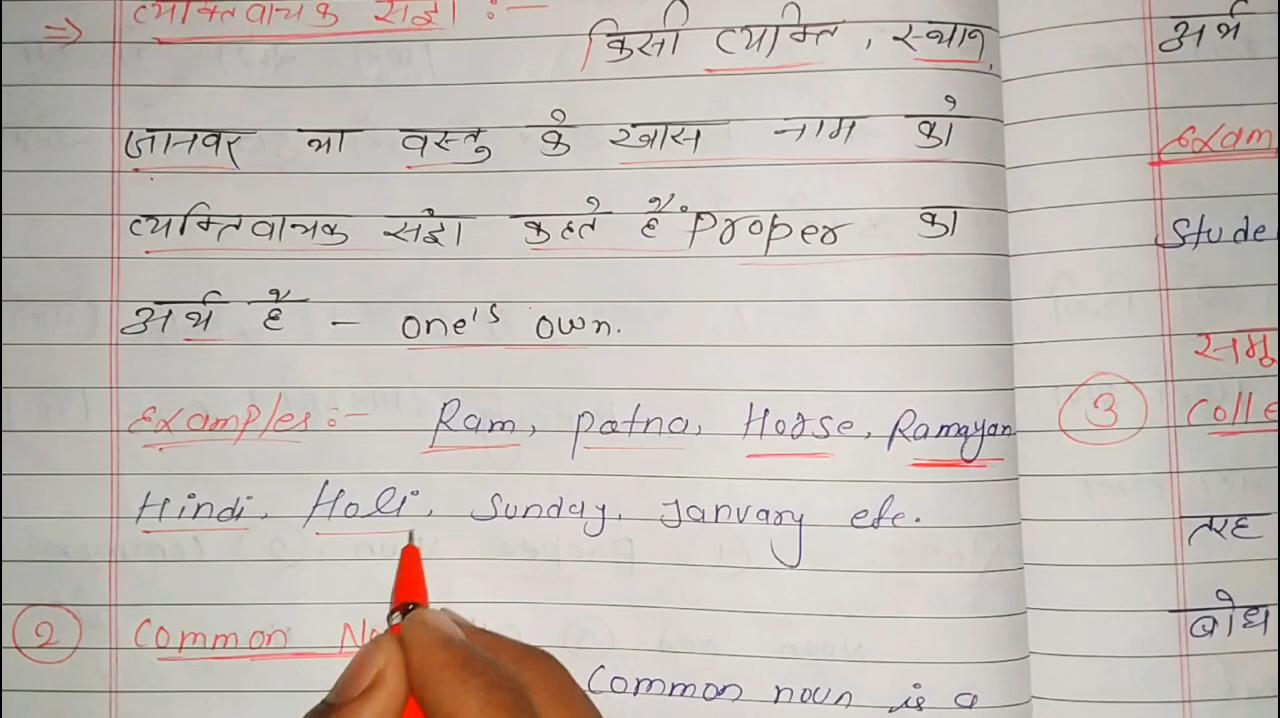 व्यक्तिवाचक संज्ञा :-
किसी व्यक्ति, स्थान,
जानवर या वस्तु के खास नाम को
व्यक्तिवाचक संज्ञा कहते हैं. Proper का
अर्थ है - one's own.
Examples:- Ram, Patna, Horse, Ramayan
Hindi, Holi, Sunday, January etc.
2 Common
Common noun is a
अर्थ
Exam
Stude
समू
3 Colle
तरह
बोध